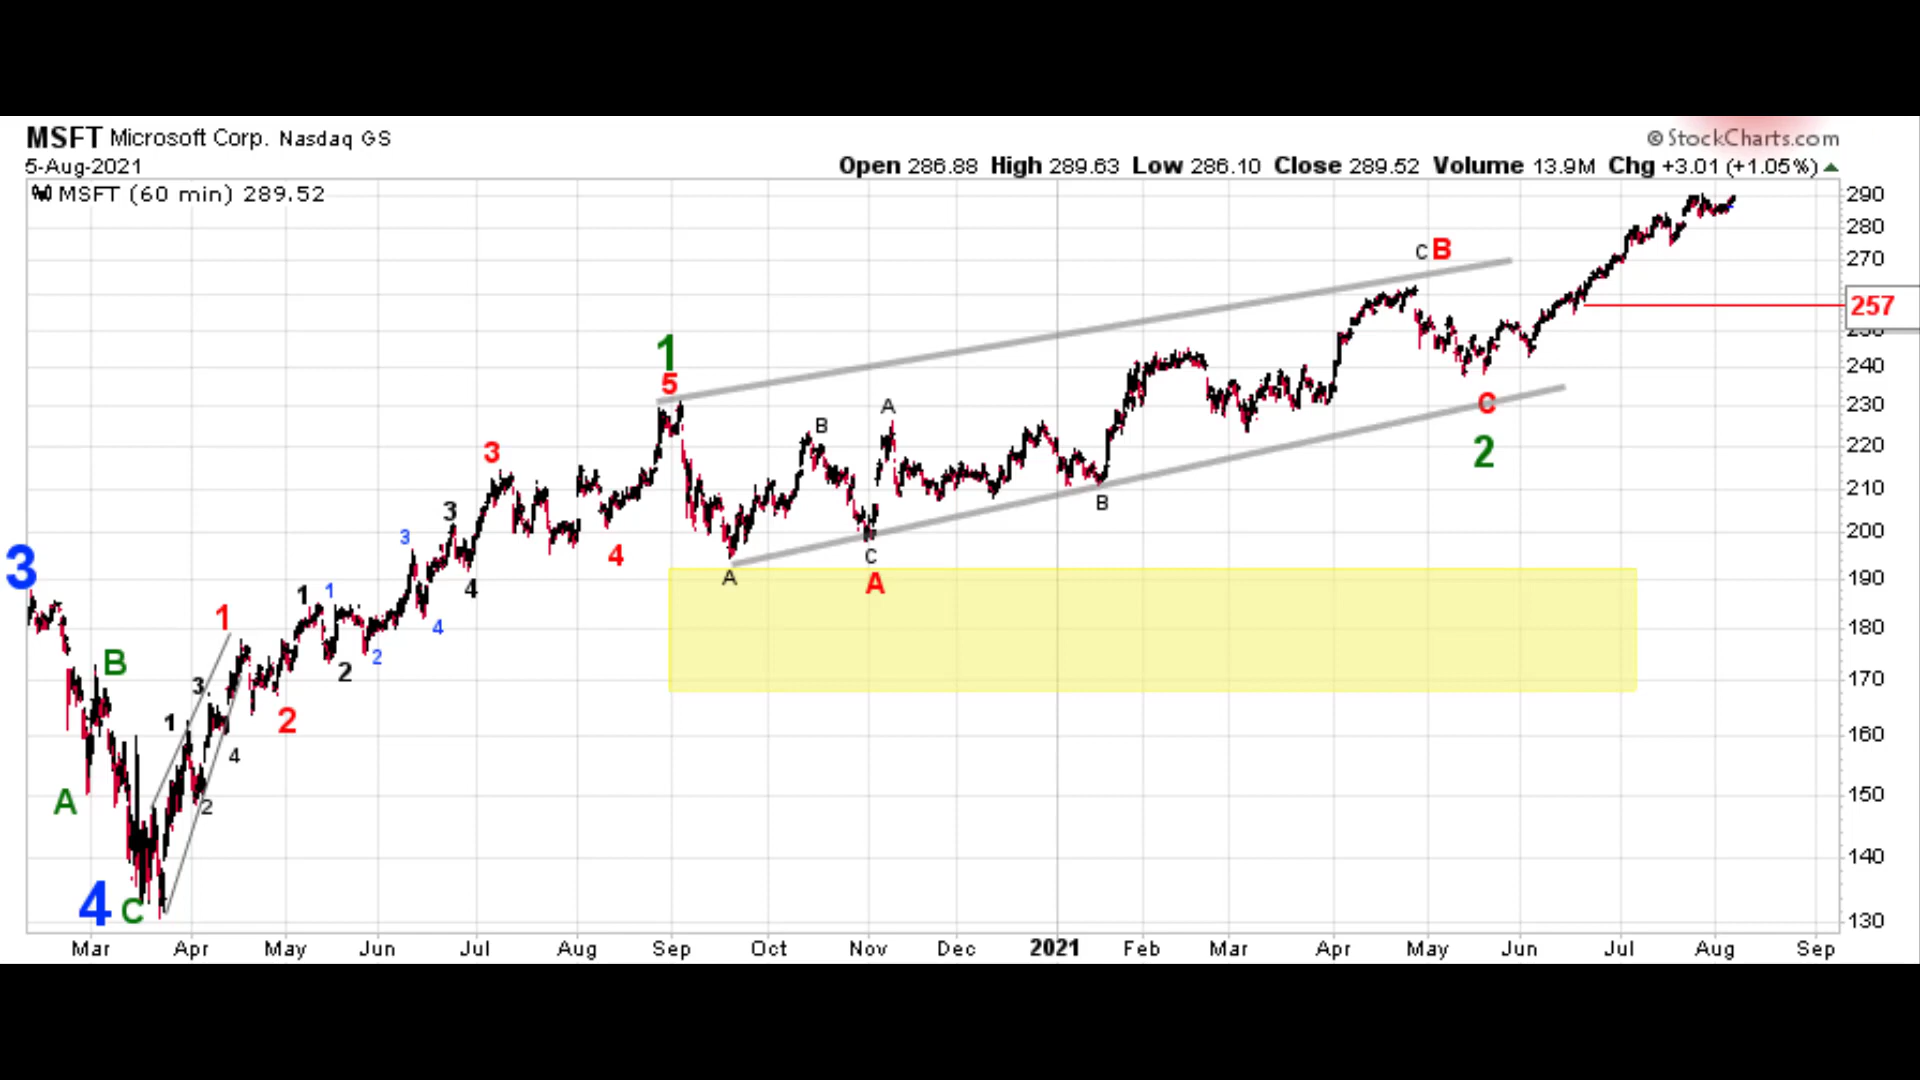 MSFT Microsoft Corp. Nasdaq GS
© StockCharts.com
5-Aug-2021
Open 286.88 High 289.63 Low 286.10 Close 289.52 Volume 13.9M Chg +3.01 (+1.05%)
MSFT (60 min) 289.52
290
280
270
c B
257
250
240
1
5
230
A
B
C
2
220
3
210
3
B
200
3
4
C
3
A
A
190
4
1
1
1
180
4
2
2
B
3
170
1
2
160
4
A
2
150
140
4 C
130
Mar Apr May Jun Jul Aug Sep Oct Nov Dec 2021 Feb Mar Apr May Jun Jul Aug Sep